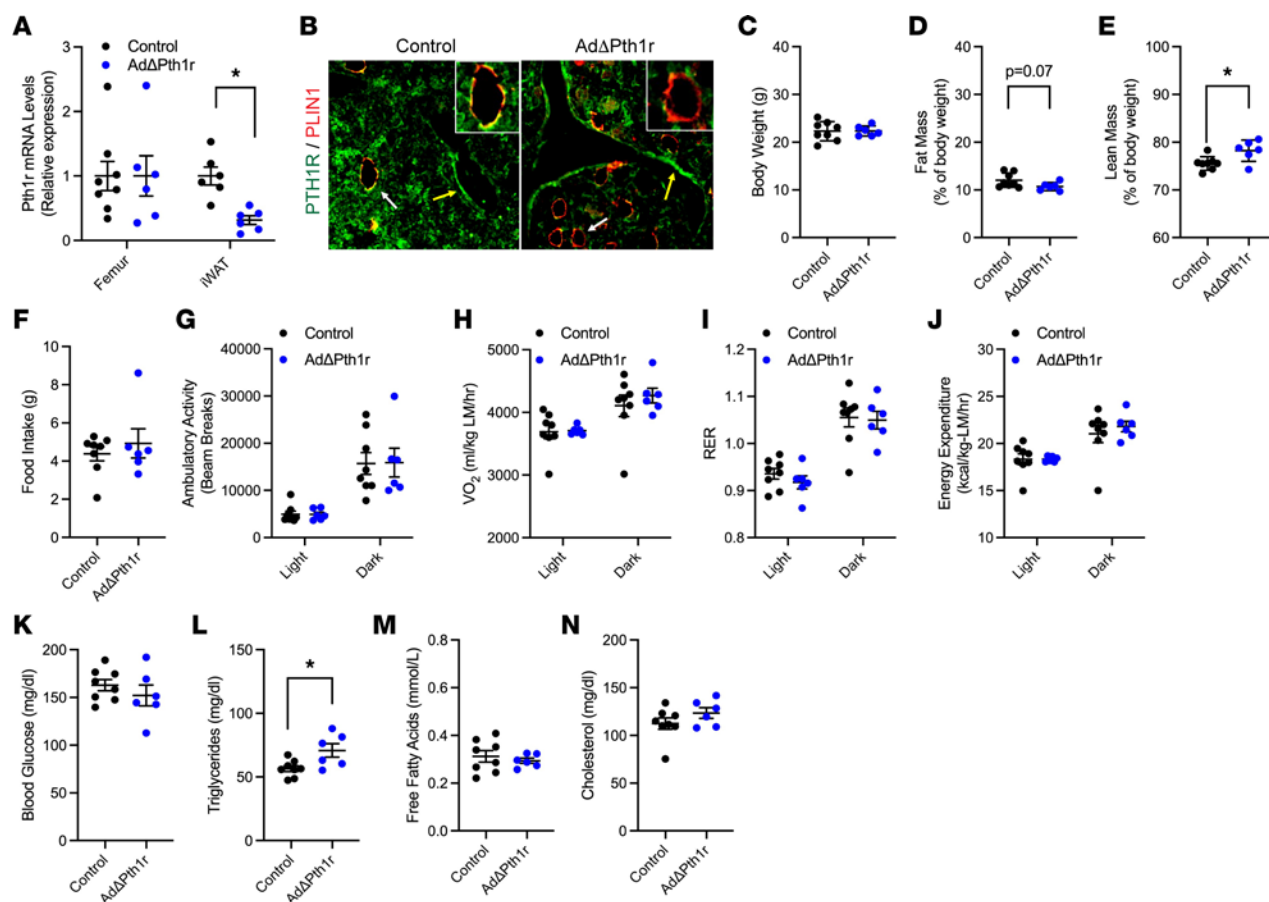 A
Control
AdΔPth1r
Pth1r mRNA Levels
(Relative expression)
3
2
1
0
*
Femur
iWAT
B
Control
AdΔPth1r
PTH1R / PLIN1
C
Body Weight (g)
40
30
20
10
0
Control
AdΔPth1r
D
Fat Mass
(% of body weight)
40
30
20
10
0
p=0.07
Control
AdΔPth1r
E
Lean Mass
(% of body weight)
100
90
80
70
60
*
Control
AdΔPth1r
F
Food Intake (g)
10
8
6
4
2
0
Control
AdΔPth1r
G
Control
AdΔPth1r
Ambulatory Activity
(Beam Breaks)
40000
30000
20000
10000
0
Light
Dark
H
Control
AdΔPth1r
VO2 (ml/kg LM/hr)
5000
4000
3000
2000
Light
Dark
I
Control
AdΔPth1r
RER
1.2
1.1
1.0
0.9
0.8
Light
Dark
J
Control
AdΔPth1r
Energy Expenditure
(kcal/kg-LM/hr)
30
25
20
15
10
Light
Dark
K
Blood Glucose (mg/dl)
200
150
100
50
0
Control
AdΔPth1r
L
Triglycerides (mg/dl)
150
100
50
0
*
Control
AdΔPth1r
M
Free Fatty Acids (mmol/L)
0.8
0.6
0.4
0.2
0.0
Control
AdΔPth1r
N
Cholesterol (mg/dl)
200
150
100
50
0
Control
AdΔPth1r